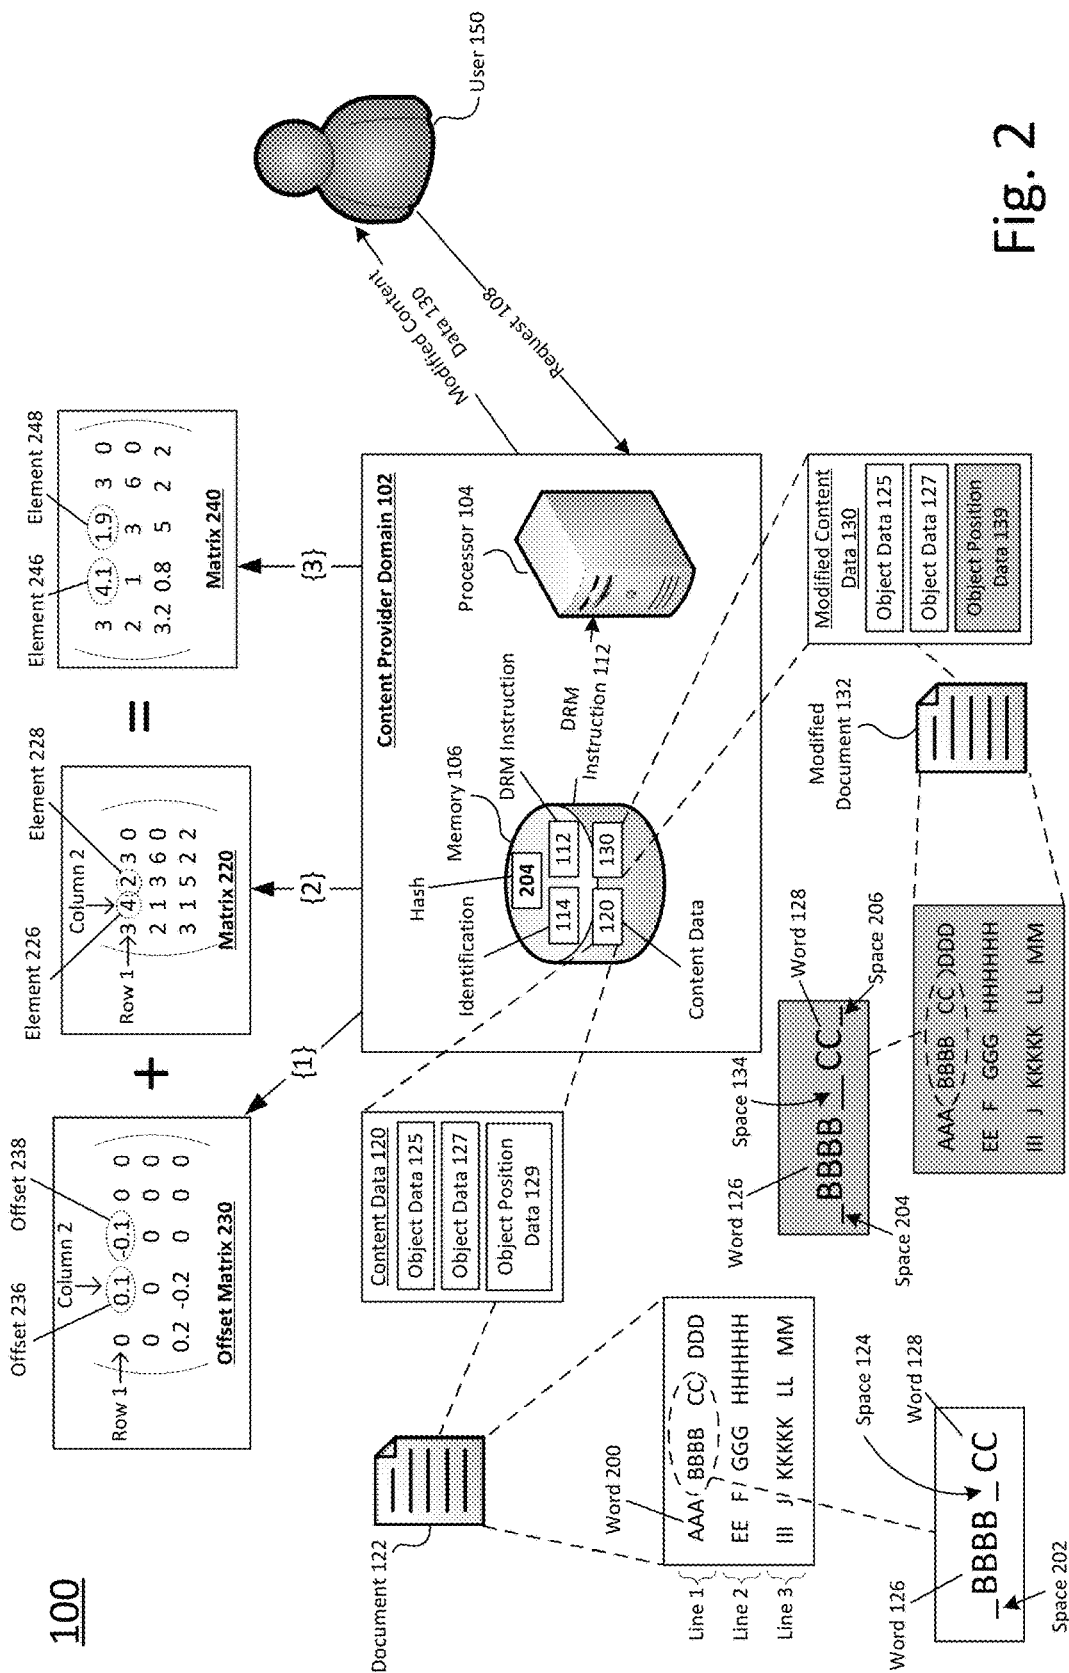 100
Offset 236
Offset 238
Column 2
Row 1
0 0.1 -0.1 0 0
0 0 0 0 0
0.2 -0.2 0 0 0
Offset Matrix 230
+
Element 226
Element 228
Column 2
Row 1
3 4 2 3 0
2 1 3 6 0
3 1 5 2 2
Matrix 220
=
Element 246
Element 248
3 4.1 1.9 3 0
2 1 3 6 0
3.2 0.8 5 2 2
Matrix 240
{1}
{2}
{3}
Document 122
Content Data 120
Object Data 125
Object Data 127
Object Position
Data 129
Content Provider Domain 102
Hash
Memory 106
Identification
DRM Instruction
204
114
112
120
130
Content Data
DRM
Instruction 112
Processor 104
Modified Content
Data 130
Request 108
User 150
Word 200
Line 1
AAA BBBB CC DDD
Line 2
EE F GGG HHHHHH
Line 3
III J KKKKK LL MM
Word 126
Space 124
Word 128
_BBBB _ CC
Space 202
Word 126
Space 134
Word 128
_BBBB __ CC_
Space 204
Space 206
AAA BBBB CC DDD
EE F GGG HHHHHH
III J KKKKK LL MM
Modified
Document 132
Modified Content
Data 130
Object Data 125
Object Data 127
Object Position
Data 139
Fig. 2